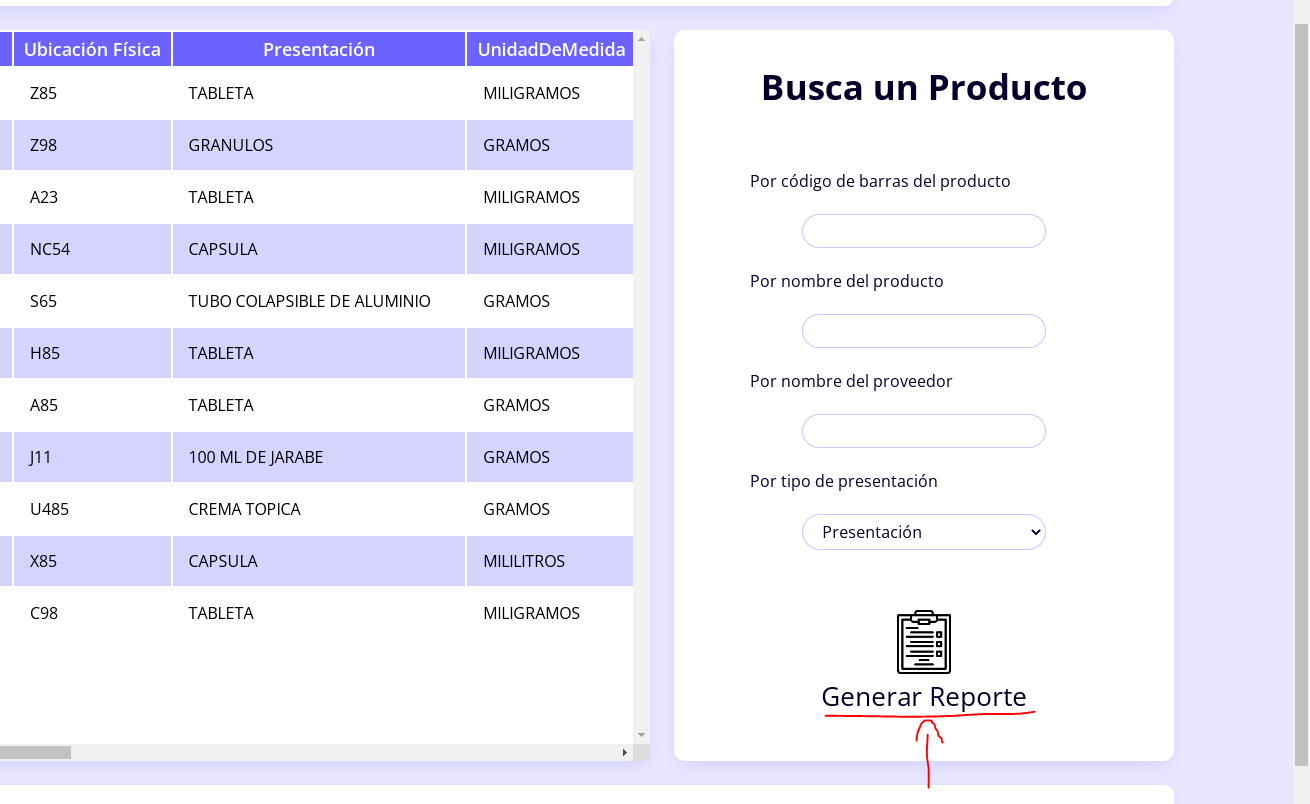 Ubicación Física Presentación UnidadDeMedida
Z85 TABLETA MILIGRAMOS
Z98 GRANULOS GRAMOS
A23 TABLETA MILIGRAMOS
NC54 CAPSULA MILIGRAMOS
S65 TUBO COLAPSIBLE DE ALUMINIO GRAMOS
H85 TABLETA MILIGRAMOS
A85 TABLETA GRAMOS
J11 100 ML DE JARABE GRAMOS
U485 CREMA TOPICA GRAMOS
X85 CAPSULA MILILITROS
C98 TABLETA MILIGRAMOS
Busca un Producto
Por código de barras del producto
Por nombre del producto
Por nombre del proveedor
Por tipo de presentación
Presentación
Generar Reporte